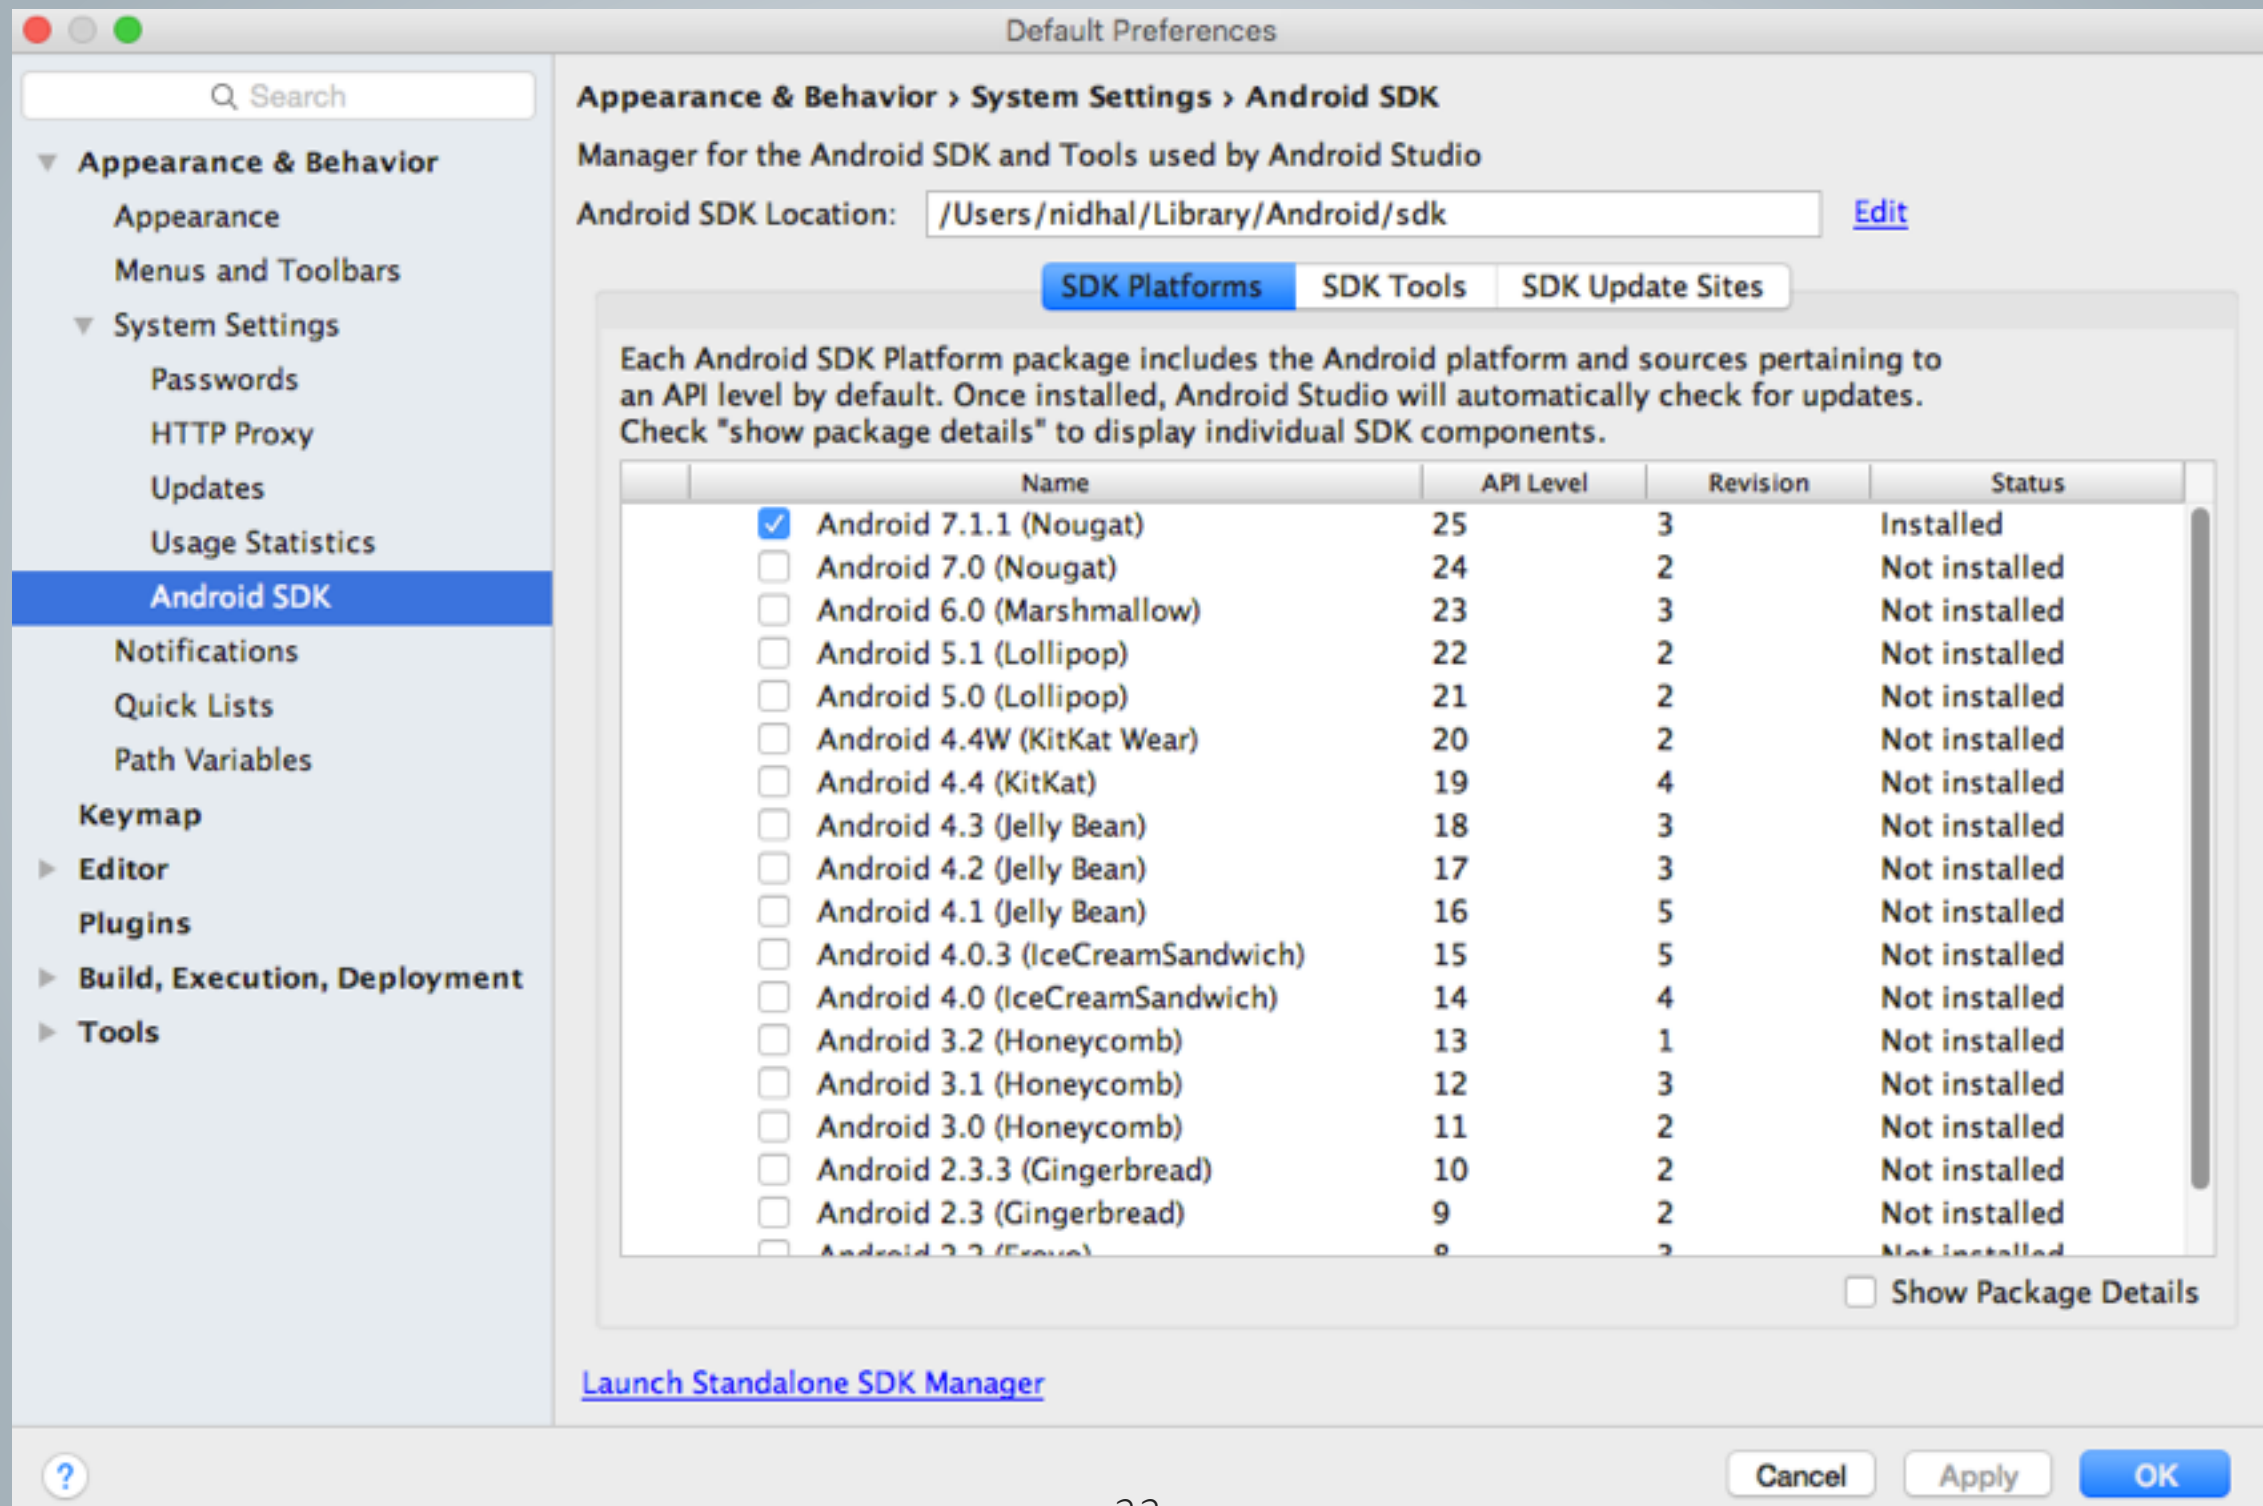 Default Preferences
Search
Appearance & Behavior
Appearance
Menus and Toolbars
System Settings
Passwords
HTTP Proxy
Updates
Usage Statistics
Android SDK
Notifications
Quick Lists
Path Variables
Keymap
Editor
Plugins
Build, Execution, Deployment
Tools
Appearance & Behavior › System Settings › Android SDK
Manager for the Android SDK and Tools used by Android Studio
Android SDK Location: /Users/nidhal/Library/Android/sdk Edit
SDK Platforms SDK Tools SDK Update Sites
Each Android SDK Platform package includes the Android platform and sources pertaining to
an API level by default. Once installed, Android Studio will automatically check for updates.
Check "show package details" to display individual SDK components.
Name API Level Revision Status
Android 7.1.1 (Nougat) 25 3 Installed
Android 7.0 (Nougat) 24 2 Not installed
Android 6.0 (Marshmallow) 23 3 Not installed
Android 5.1 (Lollipop) 22 2 Not installed
Android 5.0 (Lollipop) 21 2 Not installed
Android 4.4W (KitKat Wear) 20 2 Not installed
Android 4.4 (KitKat) 19 4 Not installed
Android 4.3 (Jelly Bean) 18 3 Not installed
Android 4.2 (Jelly Bean) 17 3 Not installed
Android 4.1 (Jelly Bean) 16 5 Not installed
Android 4.0.3 (IceCreamSandwich) 15 5 Not installed
Android 4.0 (IceCreamSandwich) 14 4 Not installed
Android 3.2 (Honeycomb) 13 1 Not installed
Android 3.1 (Honeycomb) 12 3 Not installed
Android 3.0 (Honeycomb) 11 2 Not installed
Android 2.3.3 (Gingerbread) 10 2 Not installed
Android 2.3 (Gingerbread) 9 2 Not installed
Android 2.2 (Froyo) 8 3 Not installed
Show Package Details
Launch Standalone SDK Manager
? Cancel Apply OK